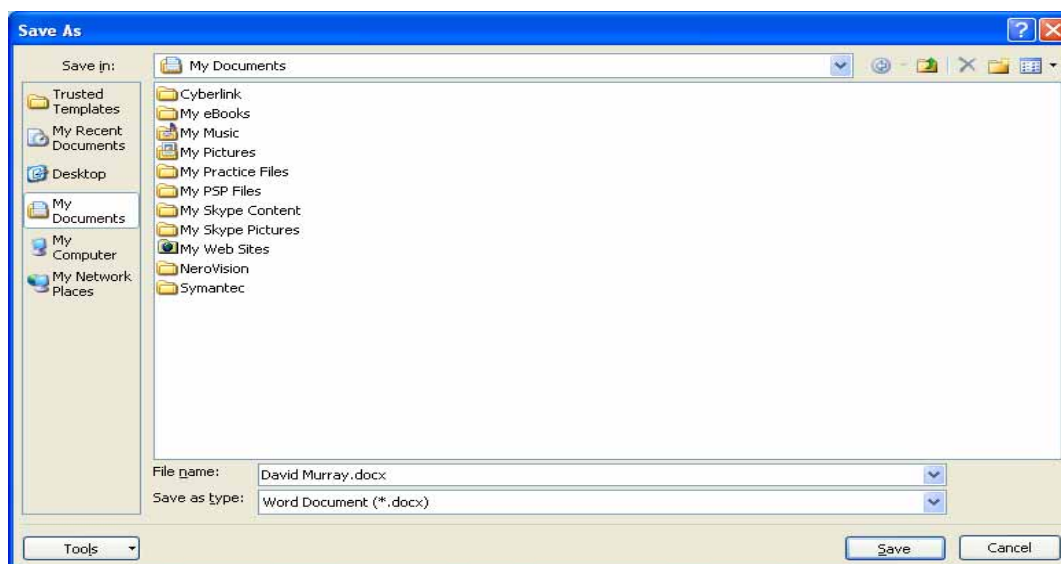 Save As
?
Save in:
My Documents
Trusted
Templates
My Recent
Documents
Desktop
My
Documents
My
Computer
My Network
Places
Cyberlink
My eBooks
My Music
My Pictures
My Practice Files
My PSP Files
My Skype Content
My Skype Pictures
My Web Sites
NeroVision
Symantec
File name:
David Murray.docx
Save as type:
Word Document (*.docx)
Tools
Save
Cancel